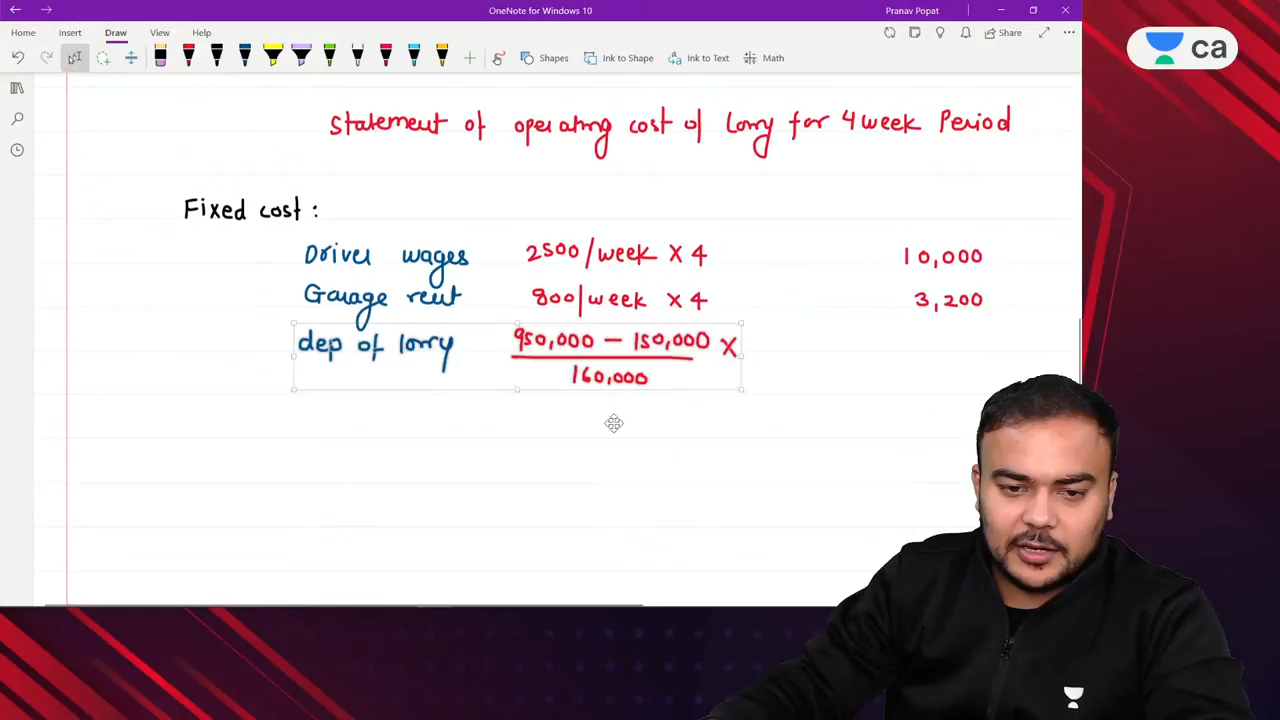 OneNote for Windows 10
Pranav Popat
Home Insert Draw View Help
Share
Shapes Ink to Shape Ink to Text Math
ca
Statement of operating cost of lorry for 4 week Period
Fixed cost :
Driver wages 2500/week X 4 10,000
Garage rent 800/week X 4 3,200
dep of lorry 950,000 - 150,000 X
160,000